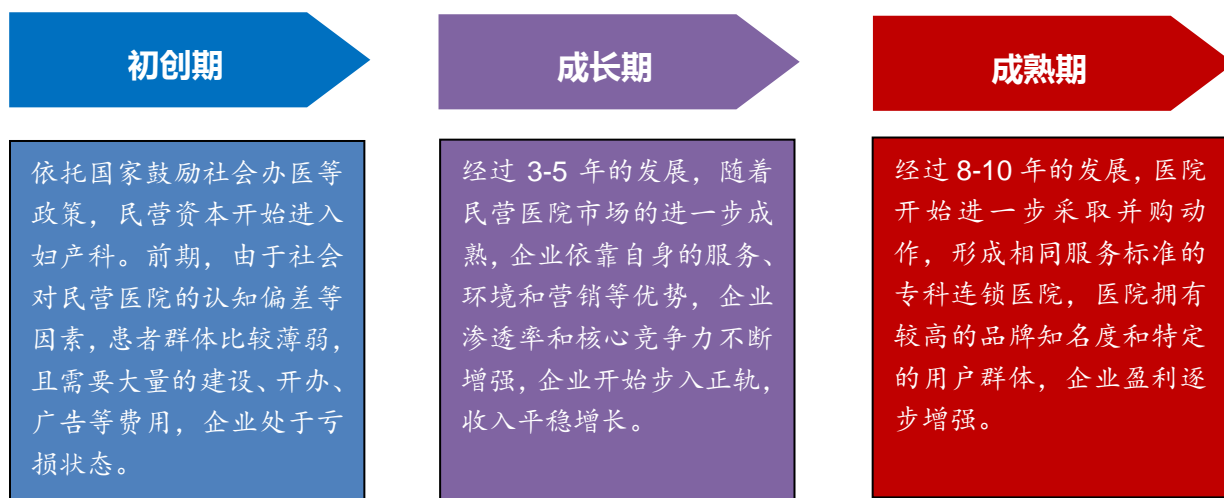 初创期
依托国家鼓励社会办医等
政策，民营资本开始进入
妇产科。前期，由于社会
对民营医院的认知偏差等
因素，患者群体比较薄弱，
且需要大量的建设、开办、
广告等费用，企业处于亏
损状态。
成长期
经过 3-5 年的发展，随着
民营医院市场的进一步成
熟，企业依靠自身的服务、
环境和营销等优势，企业
渗透率和核心竞争力不断
增强，企业开始步入正轨，
收入平稳增长。
成熟期
经过 8-10 年的发展，医院
开始进一步采取并购动
作，形成相同服务标准的
专科连锁医院，医院拥有
较高的品牌知名度和特定
的用户群体，企业盈利逐
步增强。